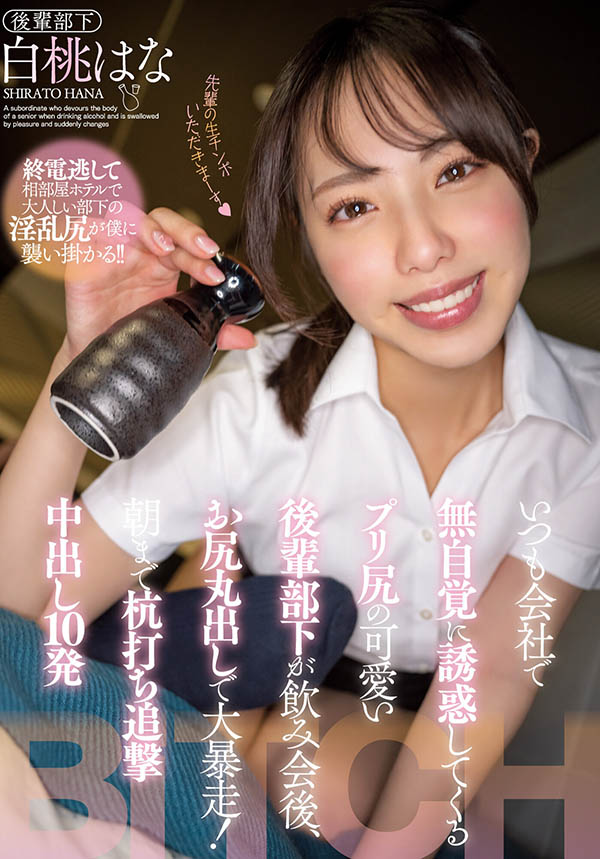 後輩部下
白桃はな
SHIRATO HANA
A subordinate who devours the body
of a senior when drinking alcohol and is swallowed
by pleasure and suddenly changes
先輩の生チンポ
いただきまーす♥
終電逃して
相部屋ホテルで
大人しい部下の
淫乱尻が僕に
襲い掛かる!!
いつも会社で
無自覚に誘惑してくる
プリ尻の可愛い
後輩部下が飲み会後、
お尻丸出しで大暴走！
朝まで杭打ち追撃
中出し10発
BITCH